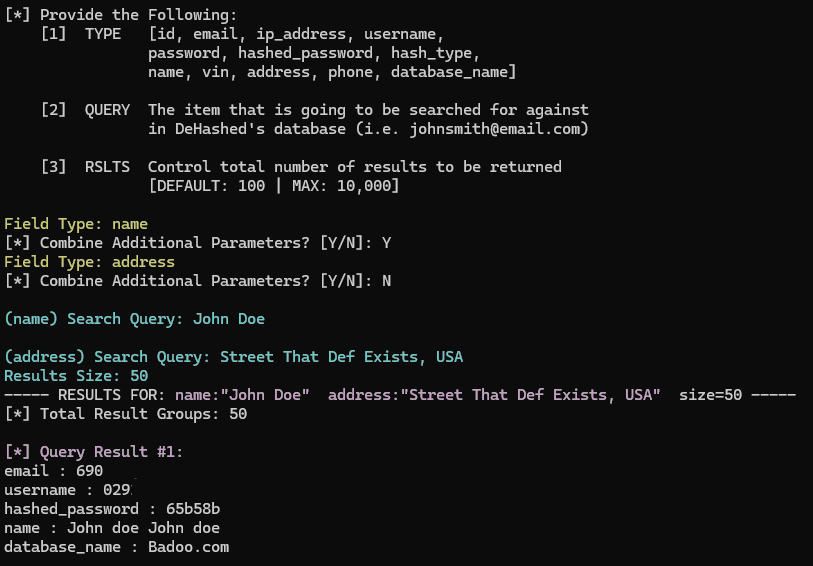 [*] Provide the Following:
[1] TYPE [id, email, ip_address, username,
password, hashed_password, hash_type,
name, vin, address, phone, database_name]
[2] QUERY The item that is going to be searched for against
in DeHashed's database (i.e. johnsmith@email.com)
[3] RSLTS Control total number of results to be returned
[DEFAULT: 100 | MAX: 10,000]
Field Type: name
[*] Combine Additional Parameters? [Y/N]: Y
Field Type: address
[*] Combine Additional Parameters? [Y/N]: N
(name) Search Query: John Doe
(address) Search Query: Street That Def Exists, USA
Results Size: 50
----- RESULTS FOR: name:"John Doe" address:"Street That Def Exists, USA" size=50 -----
[*] Total Result Groups: 50
[*] Query Result #1:
email : 690
username : 029
hashed_password : 65b58b
name : John doe John doe
database_name : Badoo.com